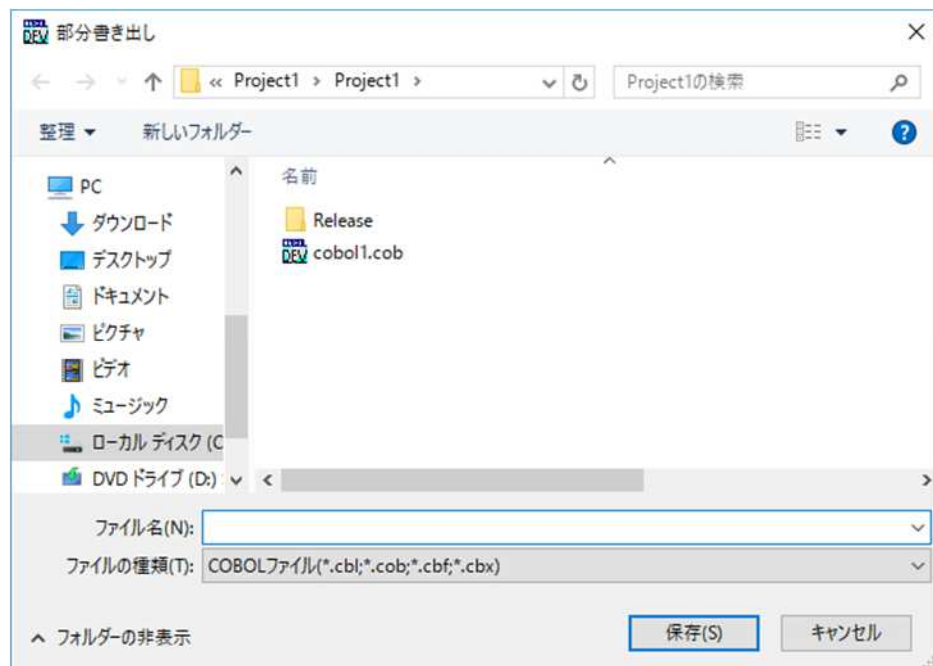 部分書き出し
« Project1 › Project1 ›
Project1の検索
整理
新しいフォルダー
PC
ダウンロード
デスクトップ
ドキュメント
ピクチャ
ビデオ
ミュージック
ローカル ディスク (C
DVD ドライブ (D:)
名前
Release
cobol1.cob
ファイル名(N):
ファイルの種類(T): COBOLファイル(*.cbl;*.cob;*.cbf;*.cbx)
フォルダーの非表示
保存(S)
キャンセル